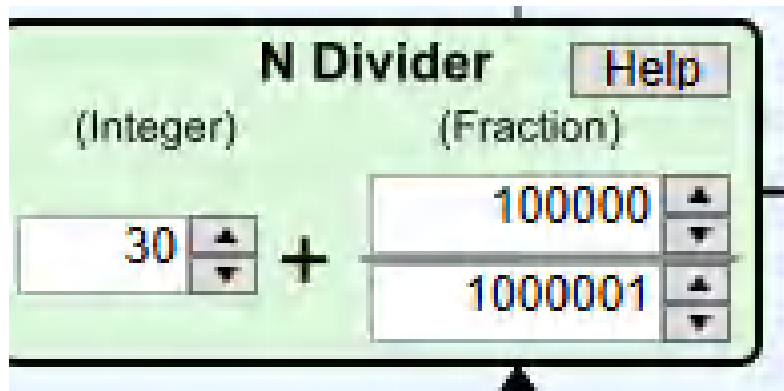 N Divider Help
(Integer) (Fraction)
100000
30 +
1000001